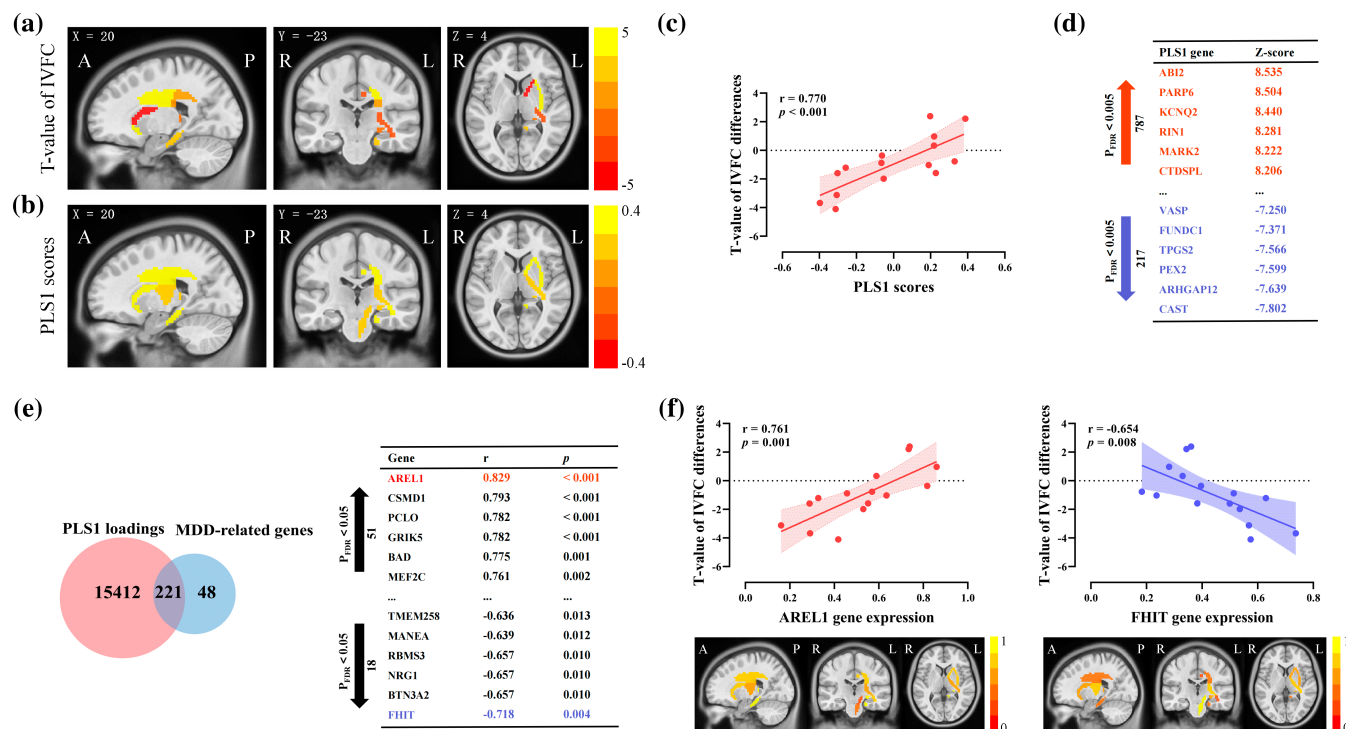 (a)
T-value of IVFC
X = 20
A
P
Y = −23
R
L
Z = 4
R
L
5
-5
(b)
PLS1 scores
X = 20
A
P
Y = −23
R
L
Z = 4
R
L
0.4
-0.4
(c)
T-value of IVFC differences
r = 0.770
p < 0.001
4
2
0
-2
-4
-6
-0.6 -0.4 -0.2 0.0 0.2 0.4 0.6
PLS1 scores
(d)
PLS1 gene Z-score
ABI2 8.535
PARP6 8.504
KCNQ2 8.440
RIN1 8.281
MARK2 8.222
CTDSPL 8.206
... ...
VASP -7.250
FUNDC1 -7.371
TPGS2 -7.566
PEX2 -7.599
ARHGAP12 -7.639
CAST -7.802
PFDR < 0.005
787
PFDR < 0.005
217
(e)
PLS1 loadings MDD-related genes
15412 221 48
Gene r p
AREL1 0.829 < 0.001
CSMD1 0.793 < 0.001
PCLO 0.782 < 0.001
GRIK5 0.782 < 0.001
BAD 0.775 0.001
MEF2C 0.761 0.002
... ... ...
TMEM258 -0.636 0.013
MANEA -0.639 0.012
RBMS3 -0.657 0.010
NRG1 -0.657 0.010
BTN3A2 -0.657 0.010
FHIT -0.718 0.004
PFDR < 0.05
51
PFDR < 0.05
18
(f)
T-value of IVFC differences
r = 0.761
p = 0.001
4
2
0
-2
-4
-6
0.0 0.2 0.4 0.6 0.8 1.0
AREL1 gene expression
A P R L R L
1
0
T-value of IVFC differences
r = -0.654
p = 0.008
4
2
0
-2
-4
-6
0.0 0.2 0.4 0.6 0.8
FHIT gene expression
A P R L R L